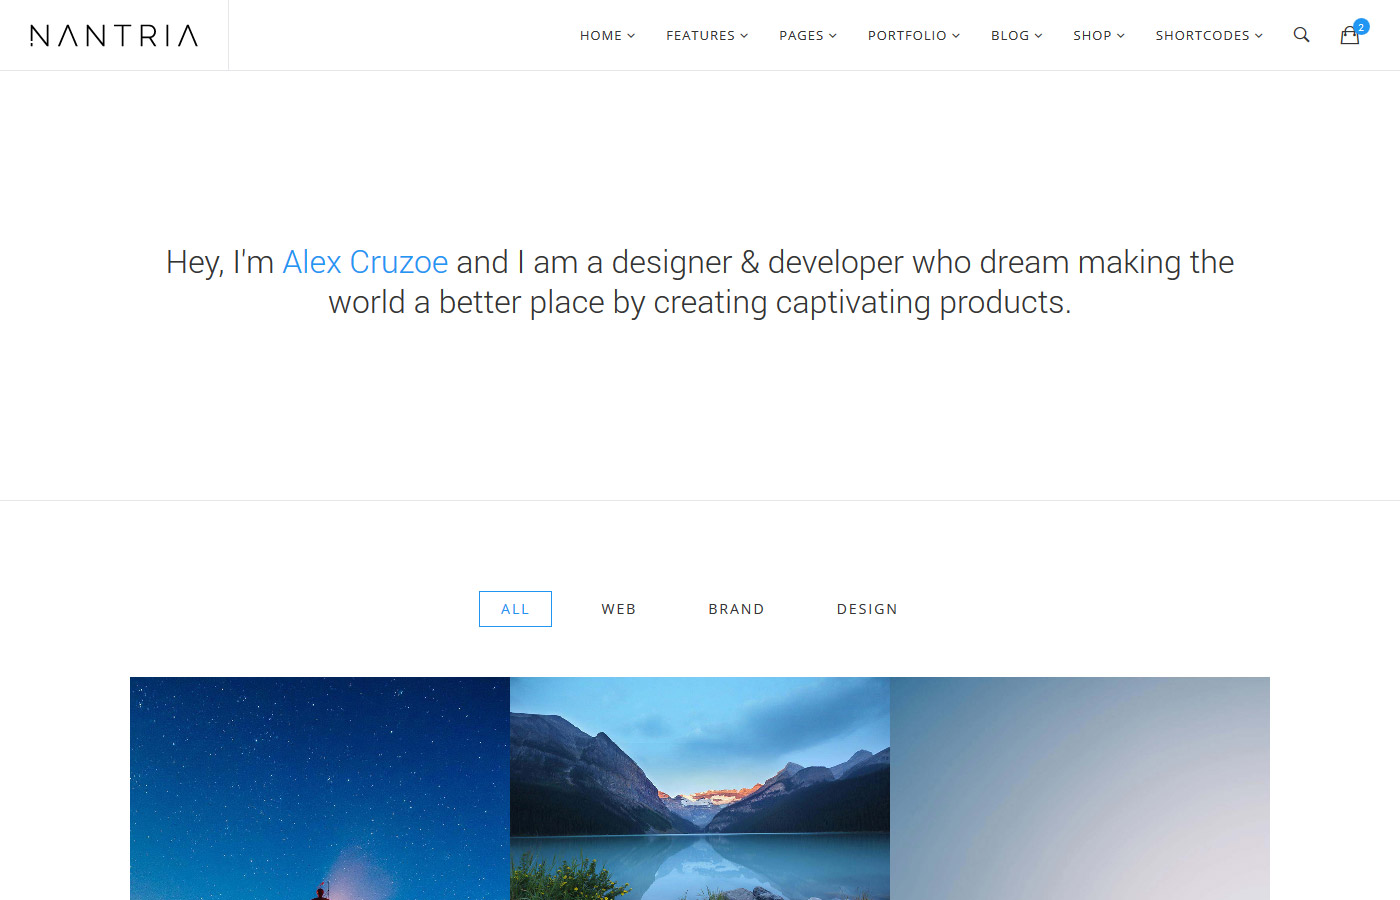 NANTRIA
HOME FEATURES PAGES PORTFOLIO BLOG SHOP SHORTCODES 2
Hey, I'm Alex Cruzoe and I am a designer & developer who dream making the
world a better place by creating captivating products.
ALL WEB BRAND DESIGN